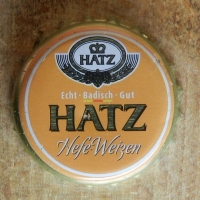 HATZ
Echt · Badisch · Gut
HATZ
Hefe-Weizen